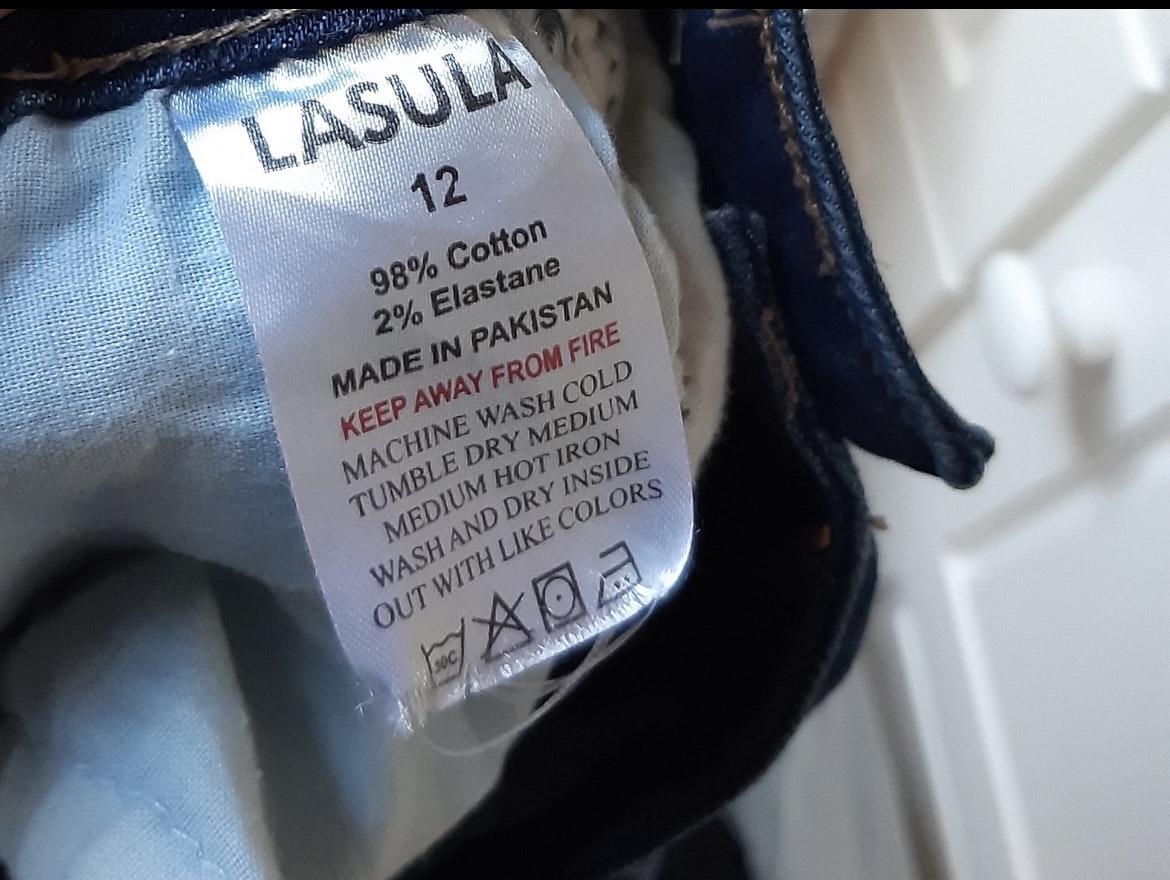 LASULA
12
98% Cotton
2% Elastane
MADE IN PAKISTAN
KEEP AWAY FROM FIRE
MACHINE WASH COLD
TUMBLE DRY MEDIUM
MEDIUM HOT IRON
WASH AND DRY INSIDE
OUT WITH LIKE COLORS
30C